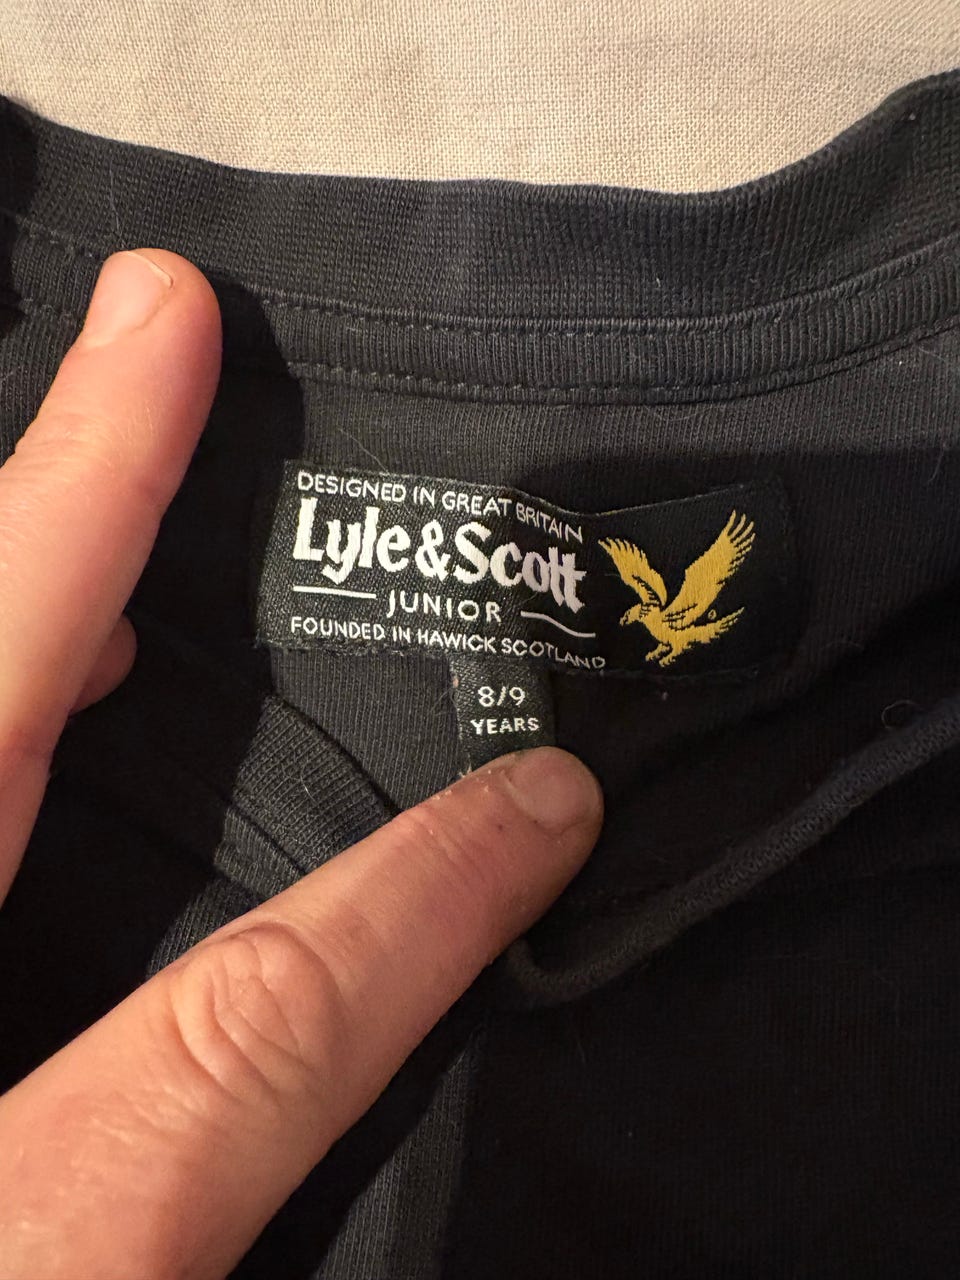 DESIGNED IN GREAT BRITAIN
Lyle&Scott
JUNIOR
FOUNDED IN HAWICK SCOTLAND
8/9
YEARS